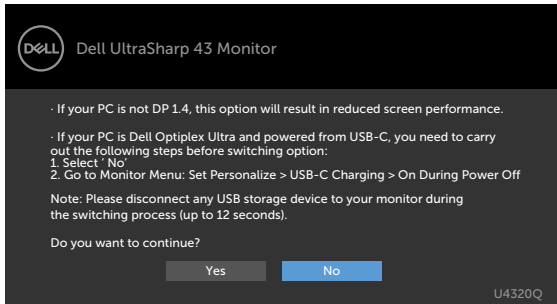 DELL
Dell UltraSharp 43 Monitor
· If your PC is not DP 1.4, this option will result in reduced screen performance.
· If your PC is Dell Optiplex Ultra and powered from USB-C, you need to carry
out the following steps before switching option:
1. Select ‘ No’
2. Go to Monitor Menu: Set Personalize > USB-C Charging > On During Power Off
Note: Please disconnect any USB storage device to your monitor during
the switching process (up to 12 seconds).
Do you want to continue?
Yes No
U4320Q